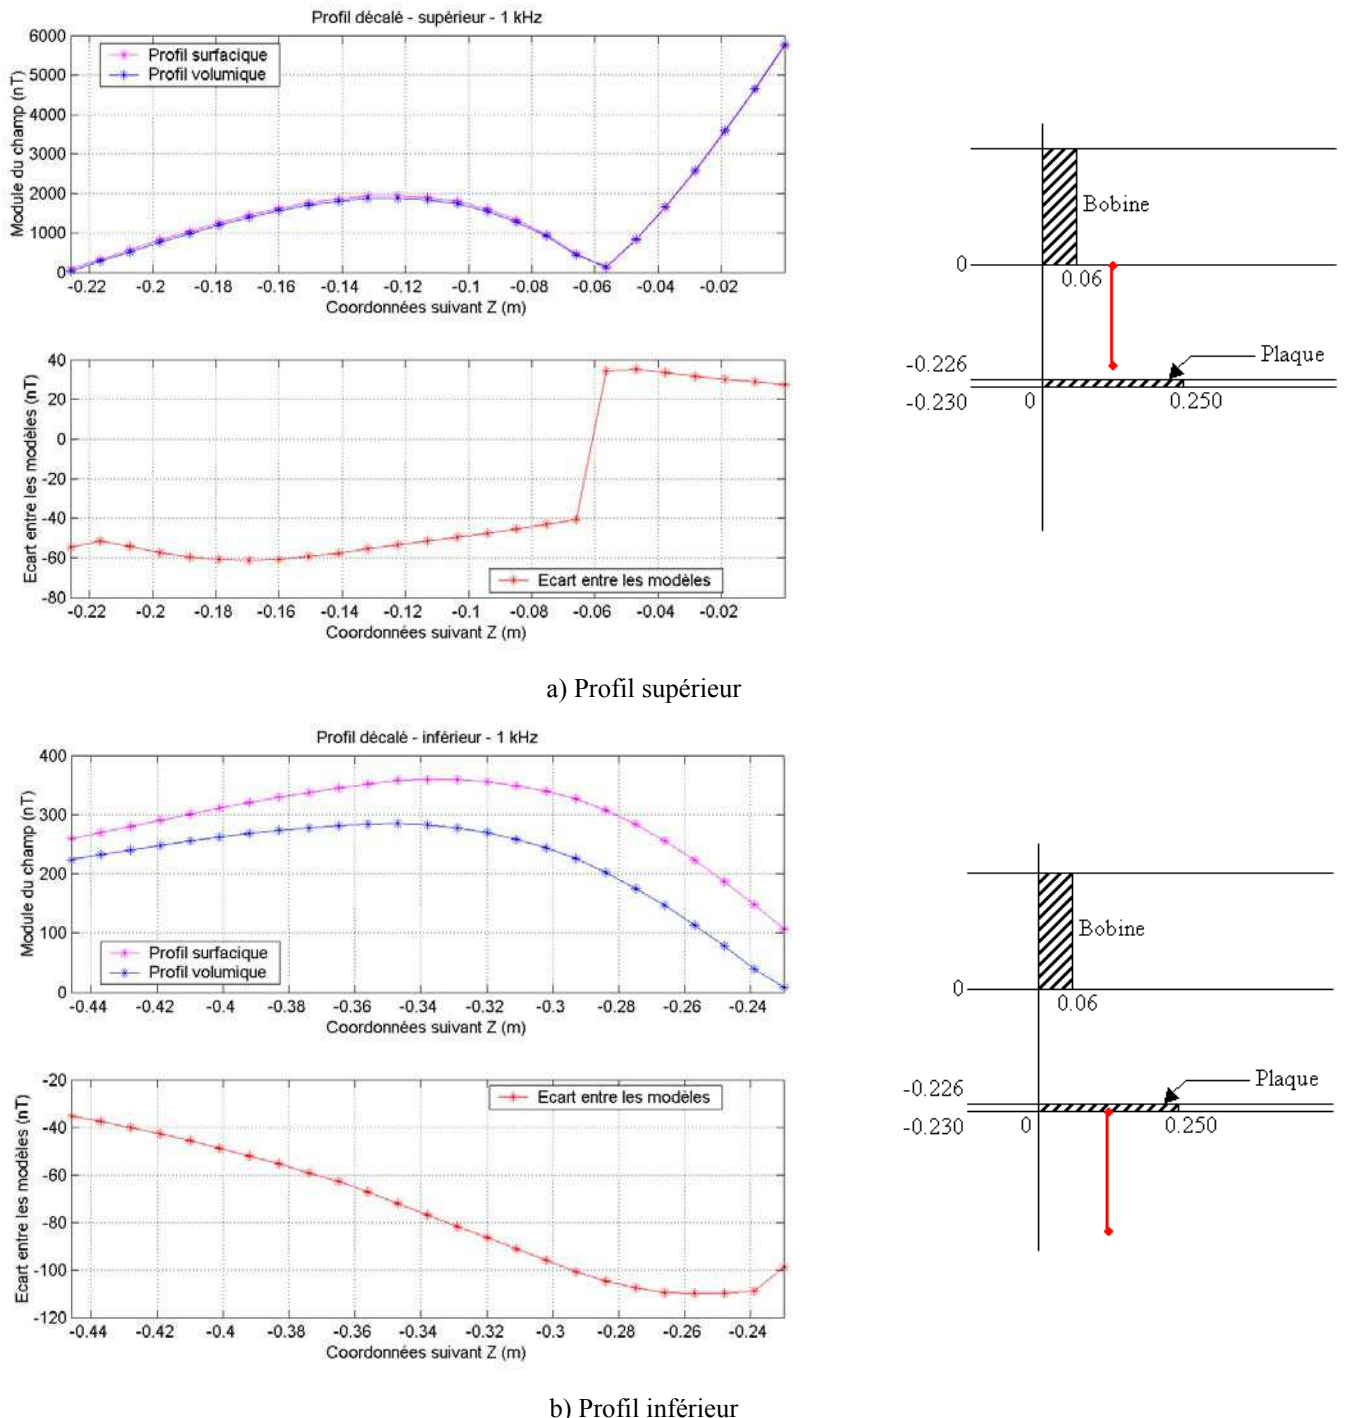 Profil décalé - supérieur - 1 kHz
6000
5000
4000
3000
2000
1000
0
Module du champ (nT)
Profil surfacique
Profil volumique
-0.22 -0.2 -0.18 -0.16 -0.14 -0.12 -0.1 -0.08 -0.06 -0.04 -0.02
Coordonnées suivant Z (m)
40
20
0
-20
-40
-60
-80
Ecart entre les modèles (nT)
Ecart entre les modèles
-0.22 -0.2 -0.18 -0.16 -0.14 -0.12 -0.1 -0.08 -0.06 -0.04 -0.02
Coordonnées suivant Z (m)
Bobine
0
0.06
Plaque
-0.226
-0.230
0
0.250
a) Profil supérieur
Profil décalé - inférieur - 1 kHz
400
300
200
100
0
Module du champ (nT)
Profil surfacique
Profil volumique
-0.44 -0.42 -0.4 -0.38 -0.36 -0.34 -0.32 -0.3 -0.28 -0.26 -0.24
Coordonnées suivant Z (m)
-20
-40
-60
-80
-100
-120
Ecart entre les modèles (nT)
Ecart entre les modèles
-0.44 -0.42 -0.4 -0.38 -0.36 -0.34 -0.32 -0.3 -0.28 -0.26 -0.24
Coordonnées suivant Z (m)
Bobine
0
0.06
Plaque
-0.226
-0.230
0
0.250
b) Profil inférieur